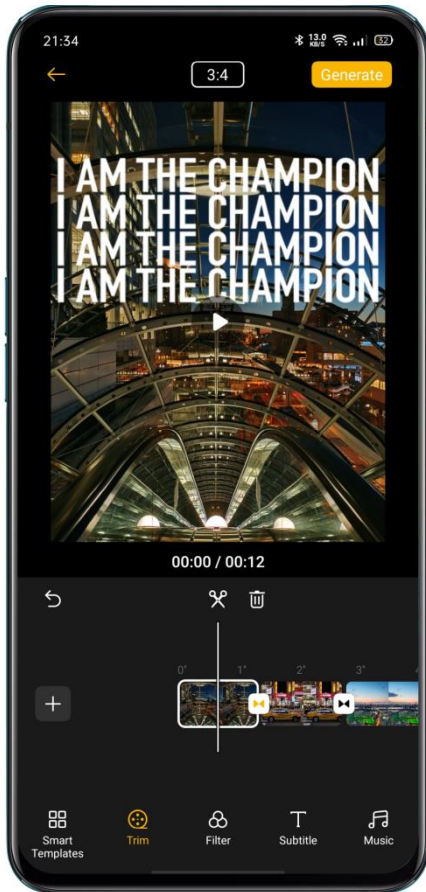 21:34
13.0
KB/S
32
3:4
Generate
I AM THE CHAMPION
I AM THE CHAMPION
I AM THE CHAMPION
I AM THE CHAMPION
00:00 / 00:12
0"
1"
2"
3"
Smart
Templates
Trim
Filter
Subtitle
Music